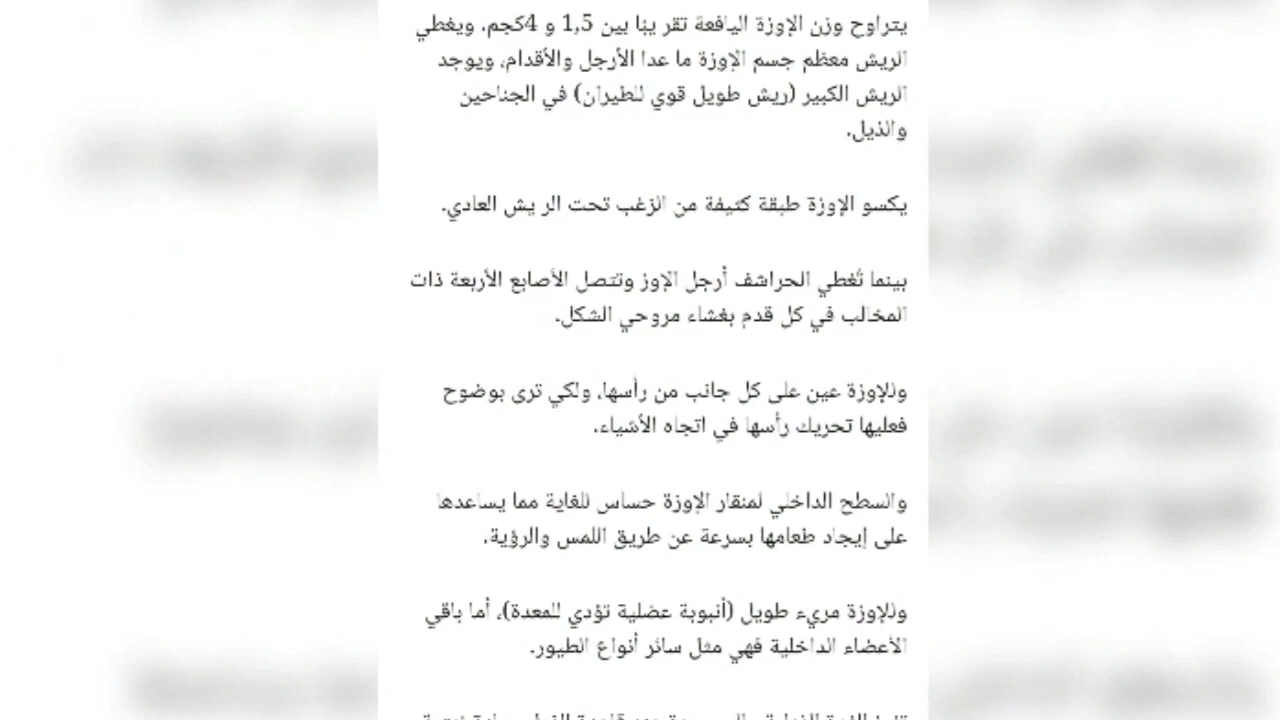 يتراوح وزن الإوزة اليافعة تقر يبًا بين 1,5 و 4كجم. ويغطي
الريش معظم جسم الإوزة ما عدا الأرجل والأقدام، ويوجد
الريش الكبير (ريش طويل قوي للطيران) في الجناحين
والذيل.
يكسو الإوزة طبقة كثيفة من الزغب تحت الر يش العادي.
بينما تُغطي الحراشف أرجل الإوز وتتصل الأصابع الأربعة ذات
المخالب في كل قدم بغشاء مروحي الشكل.
وللإوزة عين على كل جانب من رأسها، ولكي ترى بوضوح
فعليها تحريك رأسها في اتجاه الأشياء.
والسطح الداخلي لمنقار الإوزة حساس للغاية مما يساعدها
على إيجاد طعامها بسرعة عن طريق اللمس والرؤية.
وللإوزة مريء طويل (أنبوبة عضلية تؤدي للمعدة)، أما باقي
الأعضاء الداخلية فهي مثل سائر أنواع الطيور.